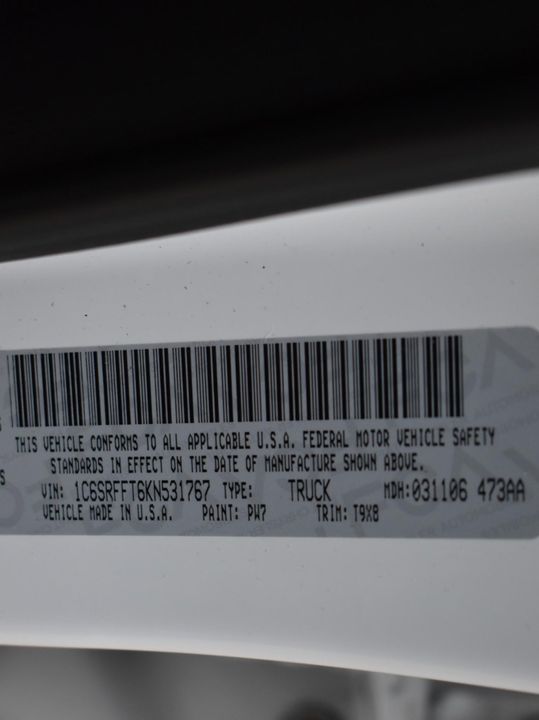 THIS VEHICLE CONFORMS TO ALL APPLICABLE U.S.A. FEDERAL MOTOR VEHICLE SAFETY
STANDARDS IN EFFECT ON THE DATE OF MANUFACTURE SHOWN ABOVE.
VIN: 1C6SRFFT6KN531767 TYPE: TRUCK MDH:031106 473AA
VEHICLE MADE IN U.S.A. PAINT: PW7 TRIM: T9X8